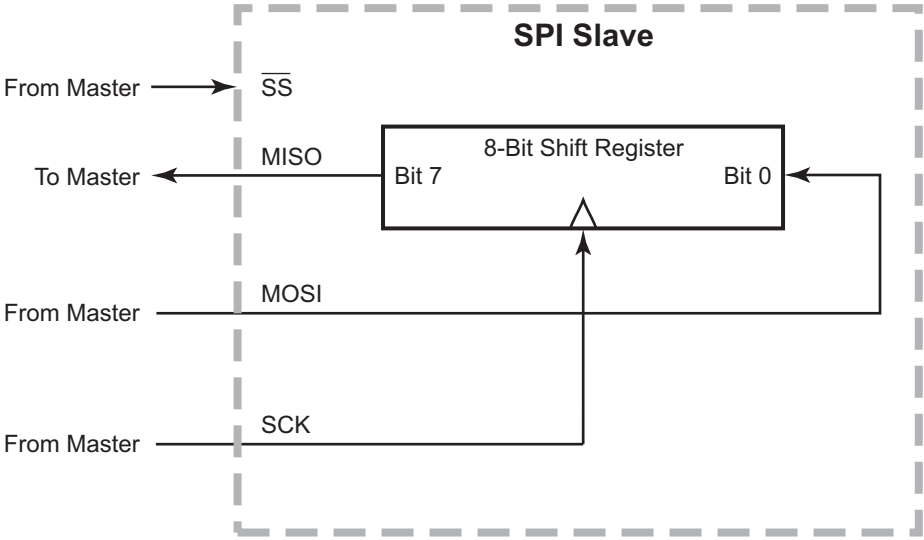 SPI Slave
From Master
S̅S̅
8-Bit Shift Register
MISO
To Master
Bit 7
Bit 0
MOSI
From Master
SCK
From Master